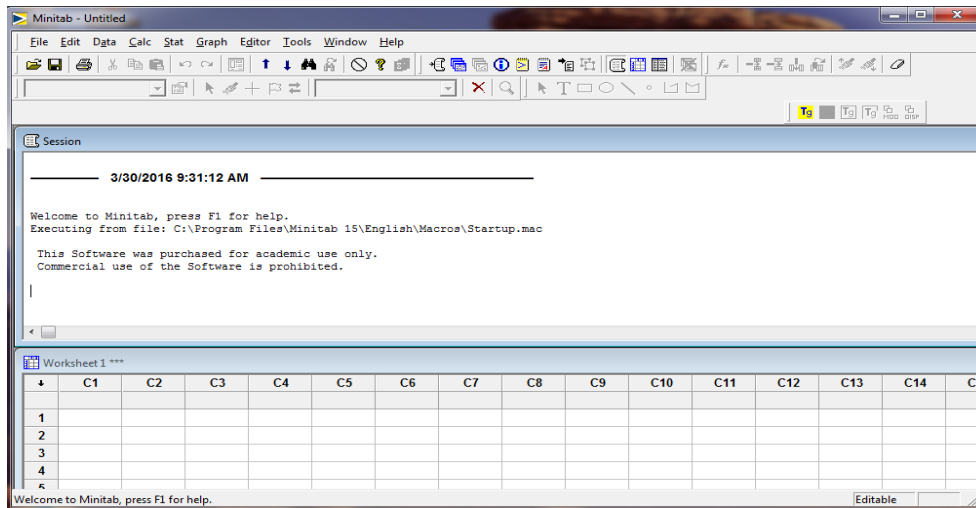 Minitab - Untitled
File Edit Data Calc Stat Graph Editor Tools Window Help
Session
3/30/2016 9:31:12 AM
Welcome to Minitab, press F1 for help.
Executing from file: C:\Program Files\Minitab 15\English\Macros\Startup.mac
This Software was purchased for academic use only.
Commercial use of the Software is prohibited.
Worksheet 1 ***
C1 C2 C3 C4 C5 C6 C7 C8 C9 C10 C11 C12 C13 C14 C
1
2
3
4
5
Welcome to Minitab, press F1 for help. Editable